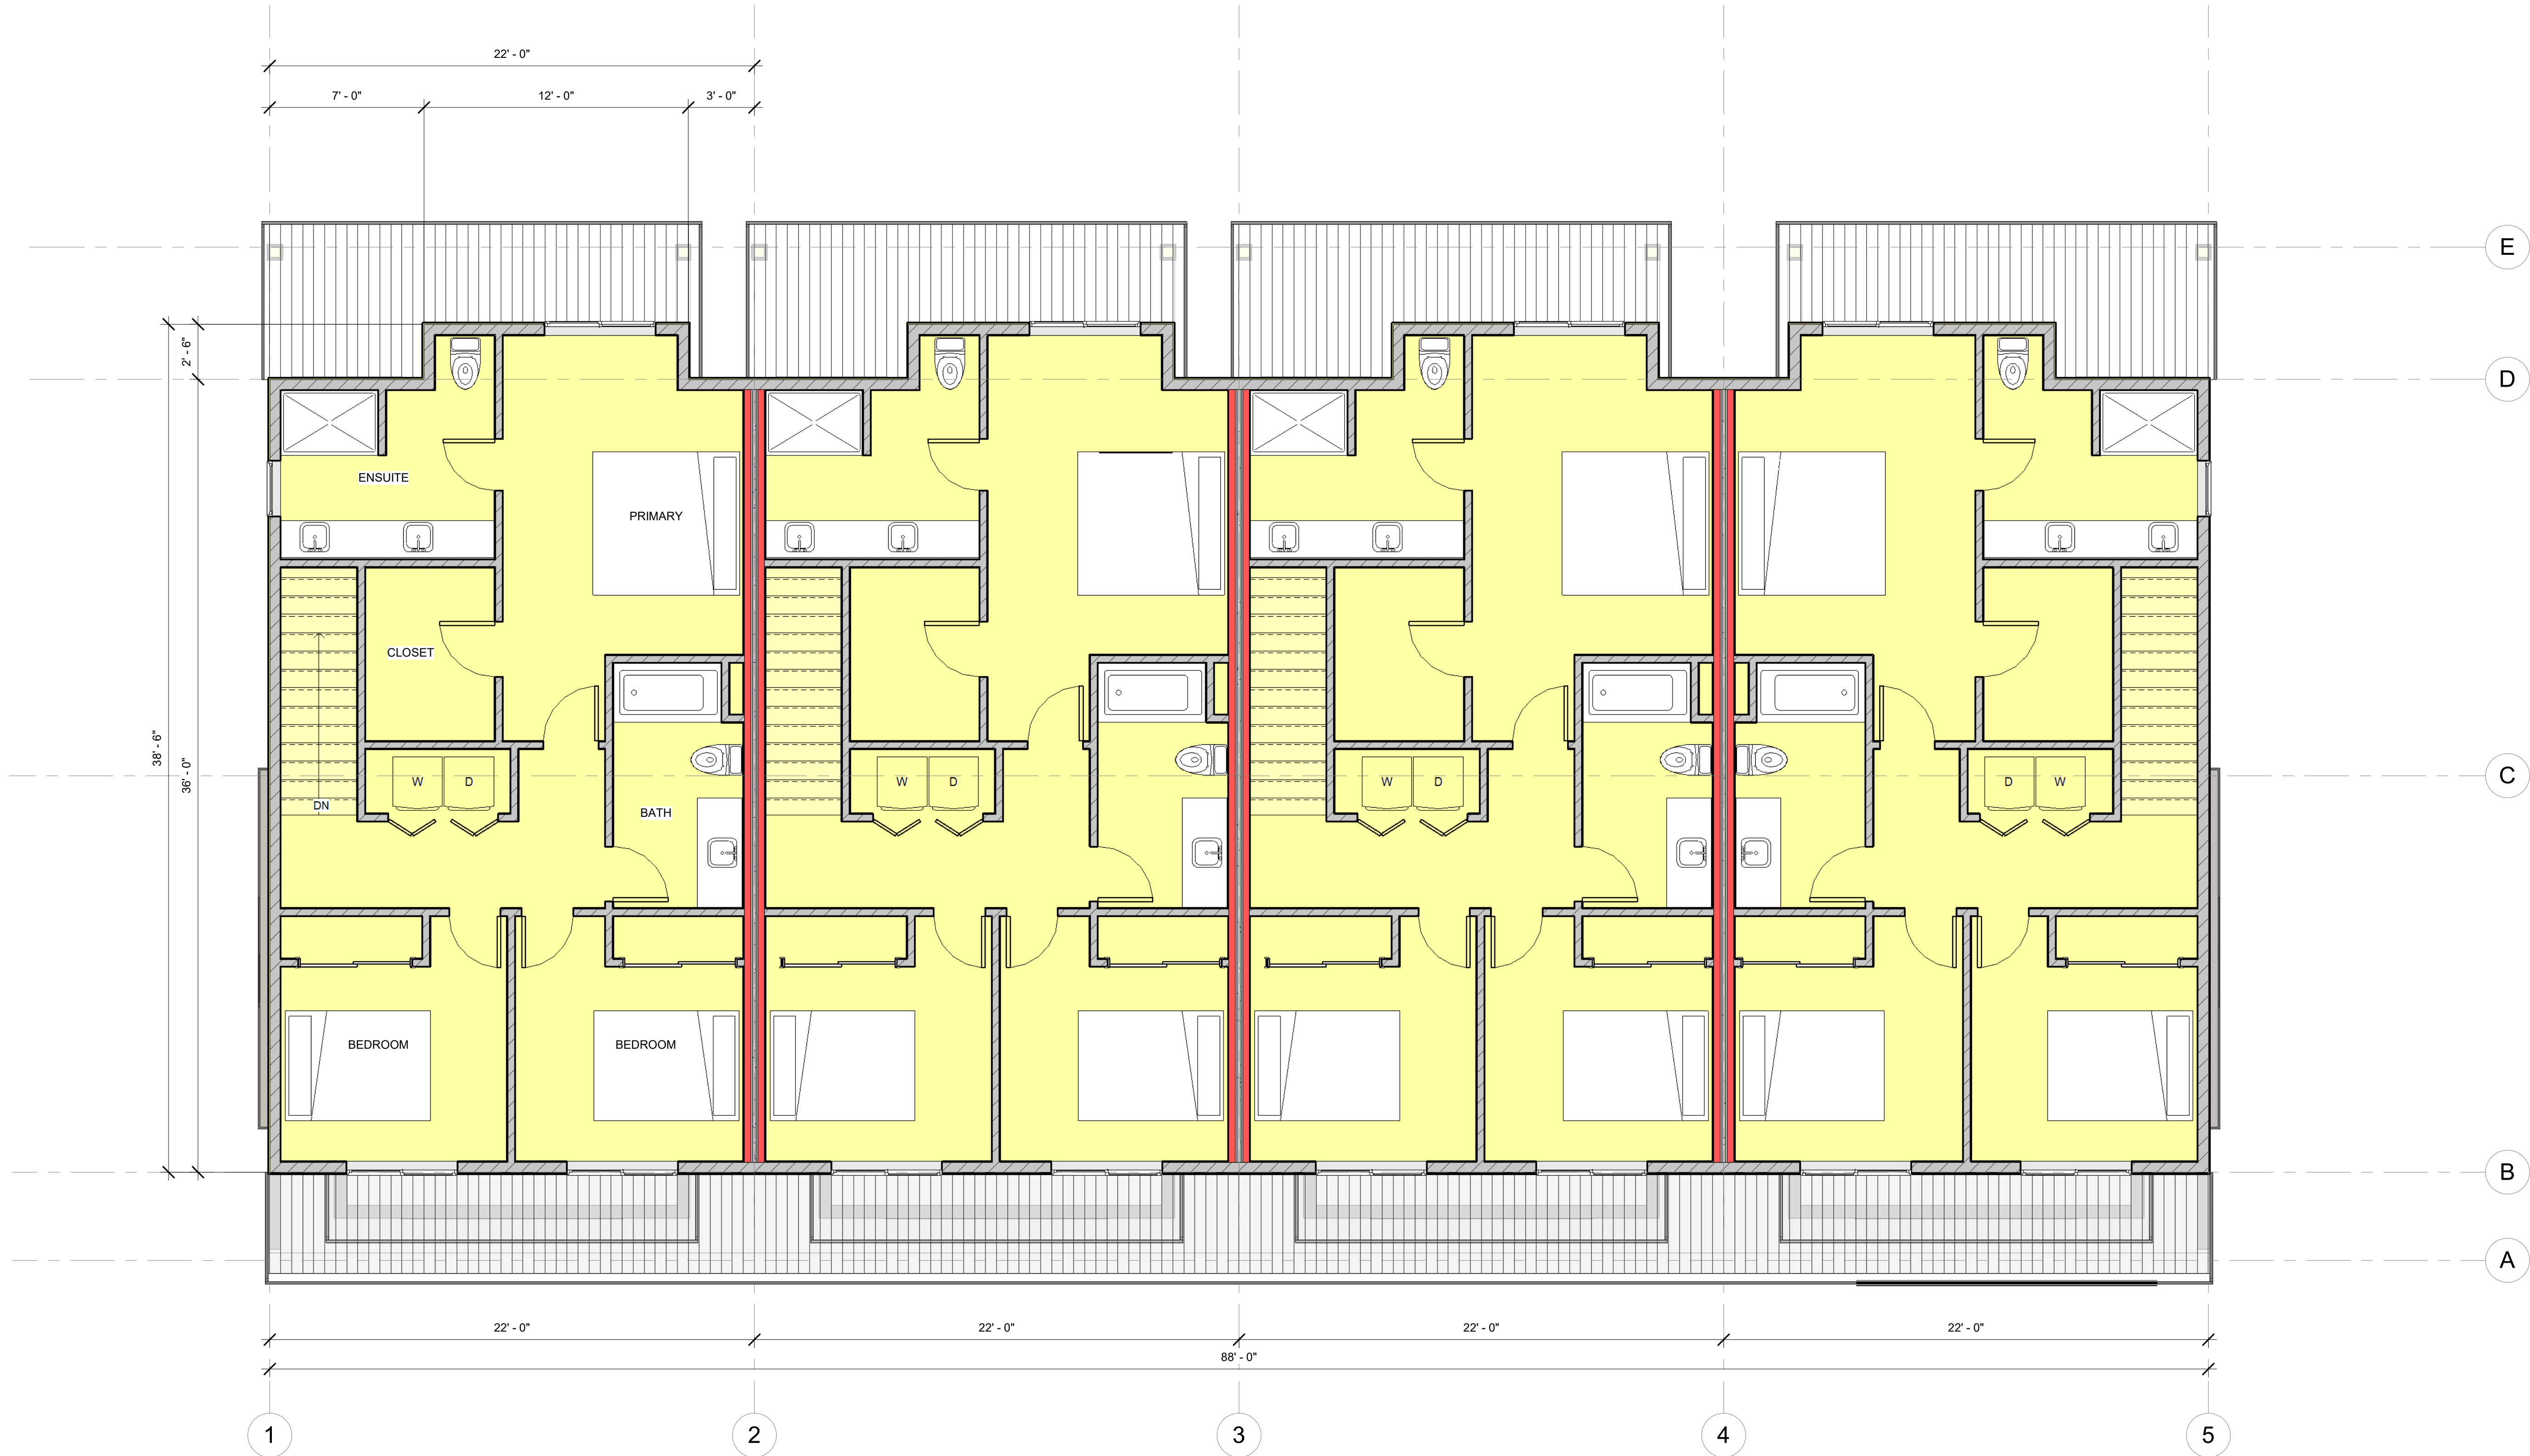 22' - 0"
7' - 0"
12' - 0"
3' - 0"
E
2' - 6"
D
ENSUITE
PRIMARY
CLOSET
38' - 6"
36' - 0"
W D
W D
W D
D W
C
DN
BATH
BEDROOM
BEDROOM
B
A
22' - 0"
22' - 0"
22' - 0"
22' - 0"
88' - 0"
1
2
3
4
5